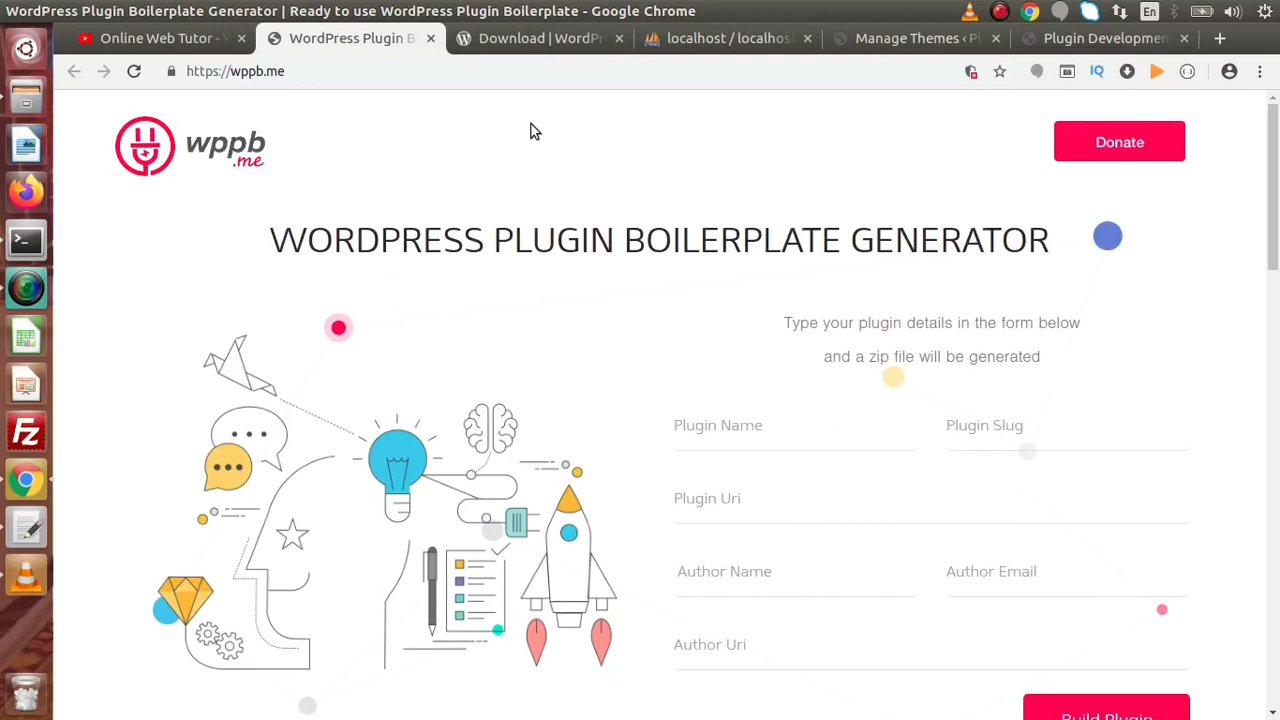 WordPress Plugin Boilerplate Generator | Ready to use WordPress Plugin Boilerplate - Google Chrome
En
Online Web Tutor - Y
WordPress Plugin B
Download | WordPr
localhost / localhos
Manage Themes ‹ Pl
Plugin Developmen
https://wppb.me
IQ
wppb
.me
Donate
WORDPRESS PLUGIN BOILERPLATE GENERATOR
Type your plugin details in the form below
and a zip file will be generated
Plugin Name
Plugin Slug
Plugin Uri
Author Name
Author Email
Author Uri
Build Plugin